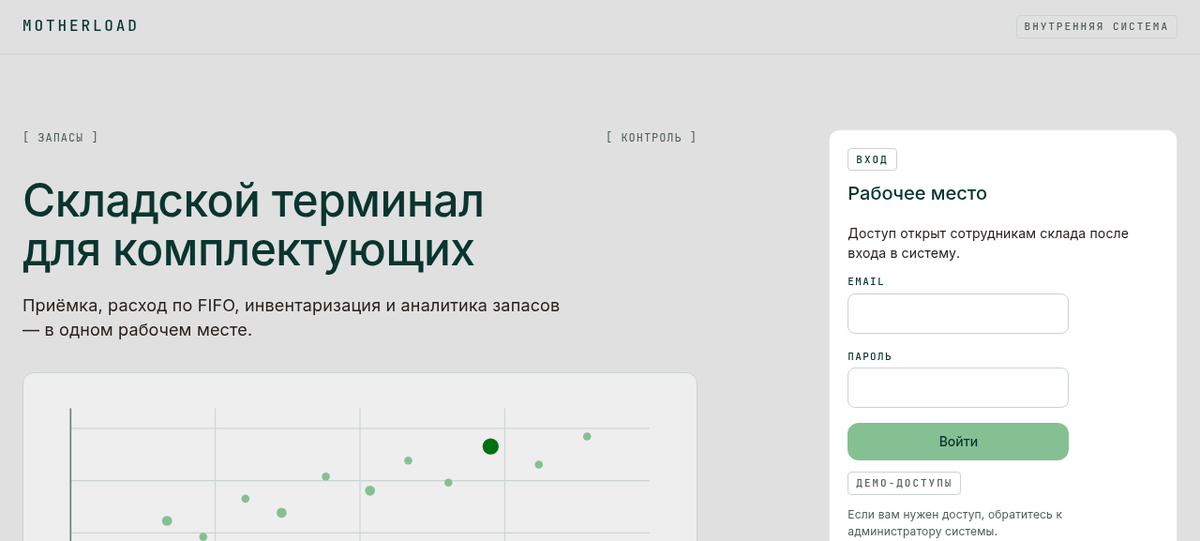 MOTHERLOAD
ВНУТРЕННЯЯ СИСТЕМА
[ ЗАПАСЫ ]
[ КОНТРОЛЬ ]
Складской терминал
для комплектующих
Приёмка, расход по FIFO, инвентаризация и аналитика запасов
— в одном рабочем месте.
ВХОД
Рабочее место
Доступ открыт сотрудникам склада после
входа в систему.
EMAIL
ПАРОЛЬ
Войти
ДЕМО-ДОСТУПЫ
Если вам нужен доступ, обратитесь к
администратору системы.